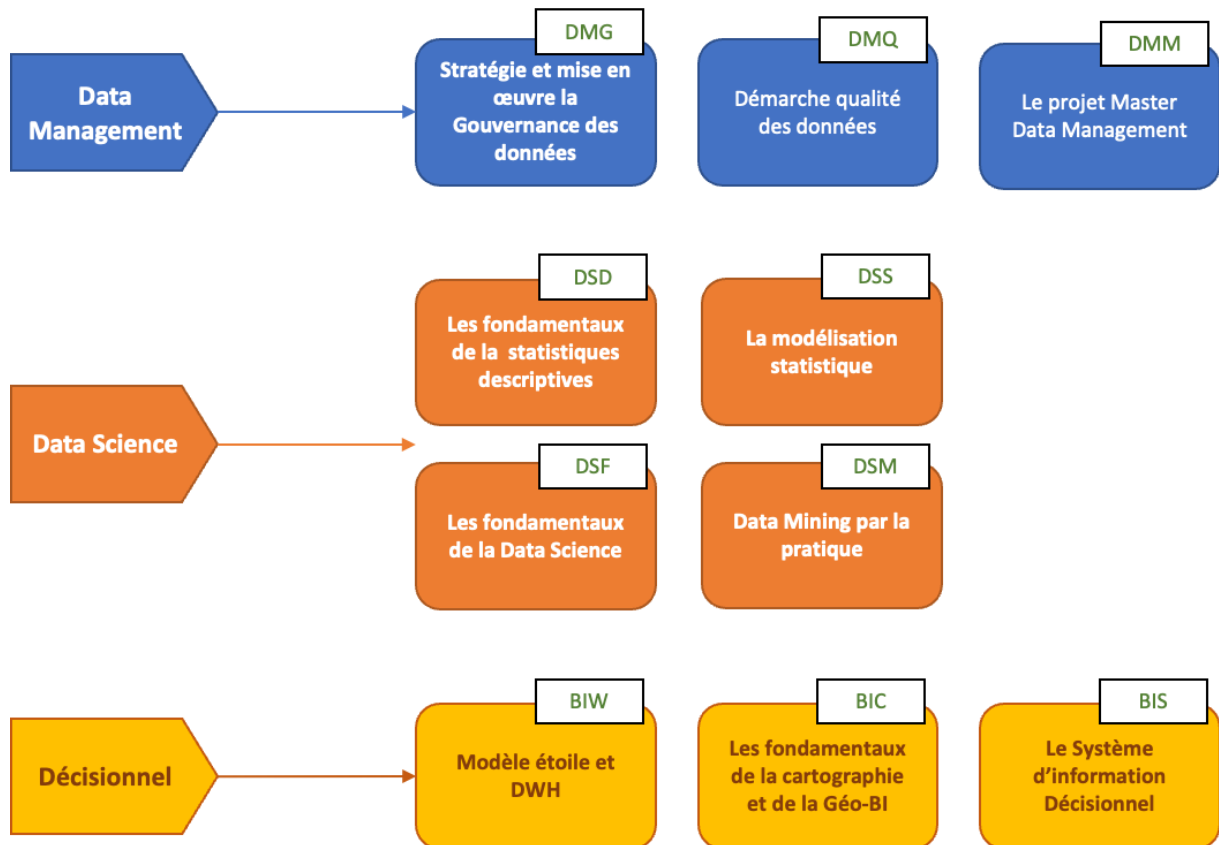 Data
Management
DMG
Stratégie et mise en
œuvre la
Gouvernance des
données
DMQ
Démarche qualité
des données
DMM
Le projet Master
Data Management
Data Science
DSD
Les fondamentaux
de la  statistiques
descriptives
DSS
La modélisation
statistique
DSF
Les fondamentaux
de la Data Science
DSM
Data Mining par la
pratique
Décisionnel
BIW
Modèle étoile et
DWH
BIC
Les fondamentaux
de la cartographie
et de la Géo-BI
BIS
Le Système
d’information
Décisionnel